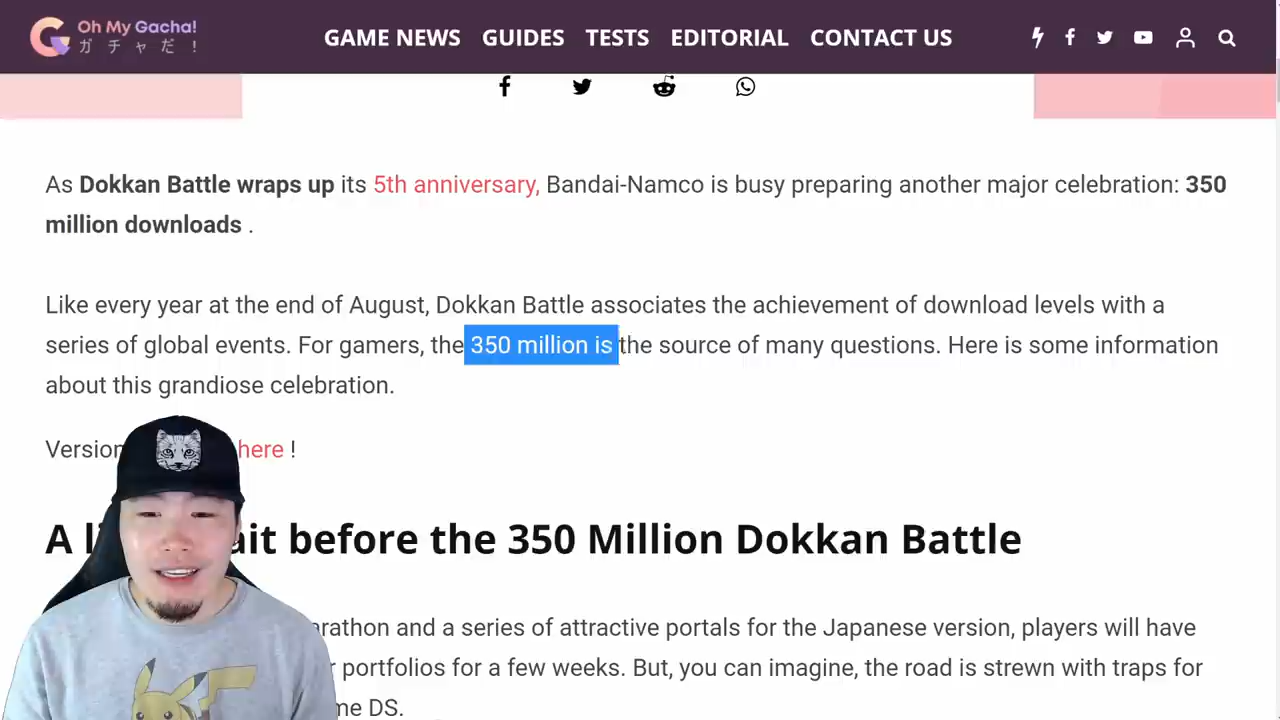 Oh My Gacha!
ガチャだ!
GAME NEWS GUIDES TESTS EDITORIAL CONTACT US
As Dokkan Battle wraps up its 5th anniversary, Bandai-Namco is busy preparing another major celebration: 350
million downloads .
Like every year at the end of August, Dokkan Battle associates the achievement of download levels with a
series of global events. For gamers, the 350 million is the source of many questions. Here is some information
about this grandiose celebration.
Version here !
A ait before the 350 Million Dokkan Battle
arathon and a series of attractive portals for the Japanese version, players will have
portfolios for a few weeks. But, you can imagine, the road is strewn with traps for
me DS.